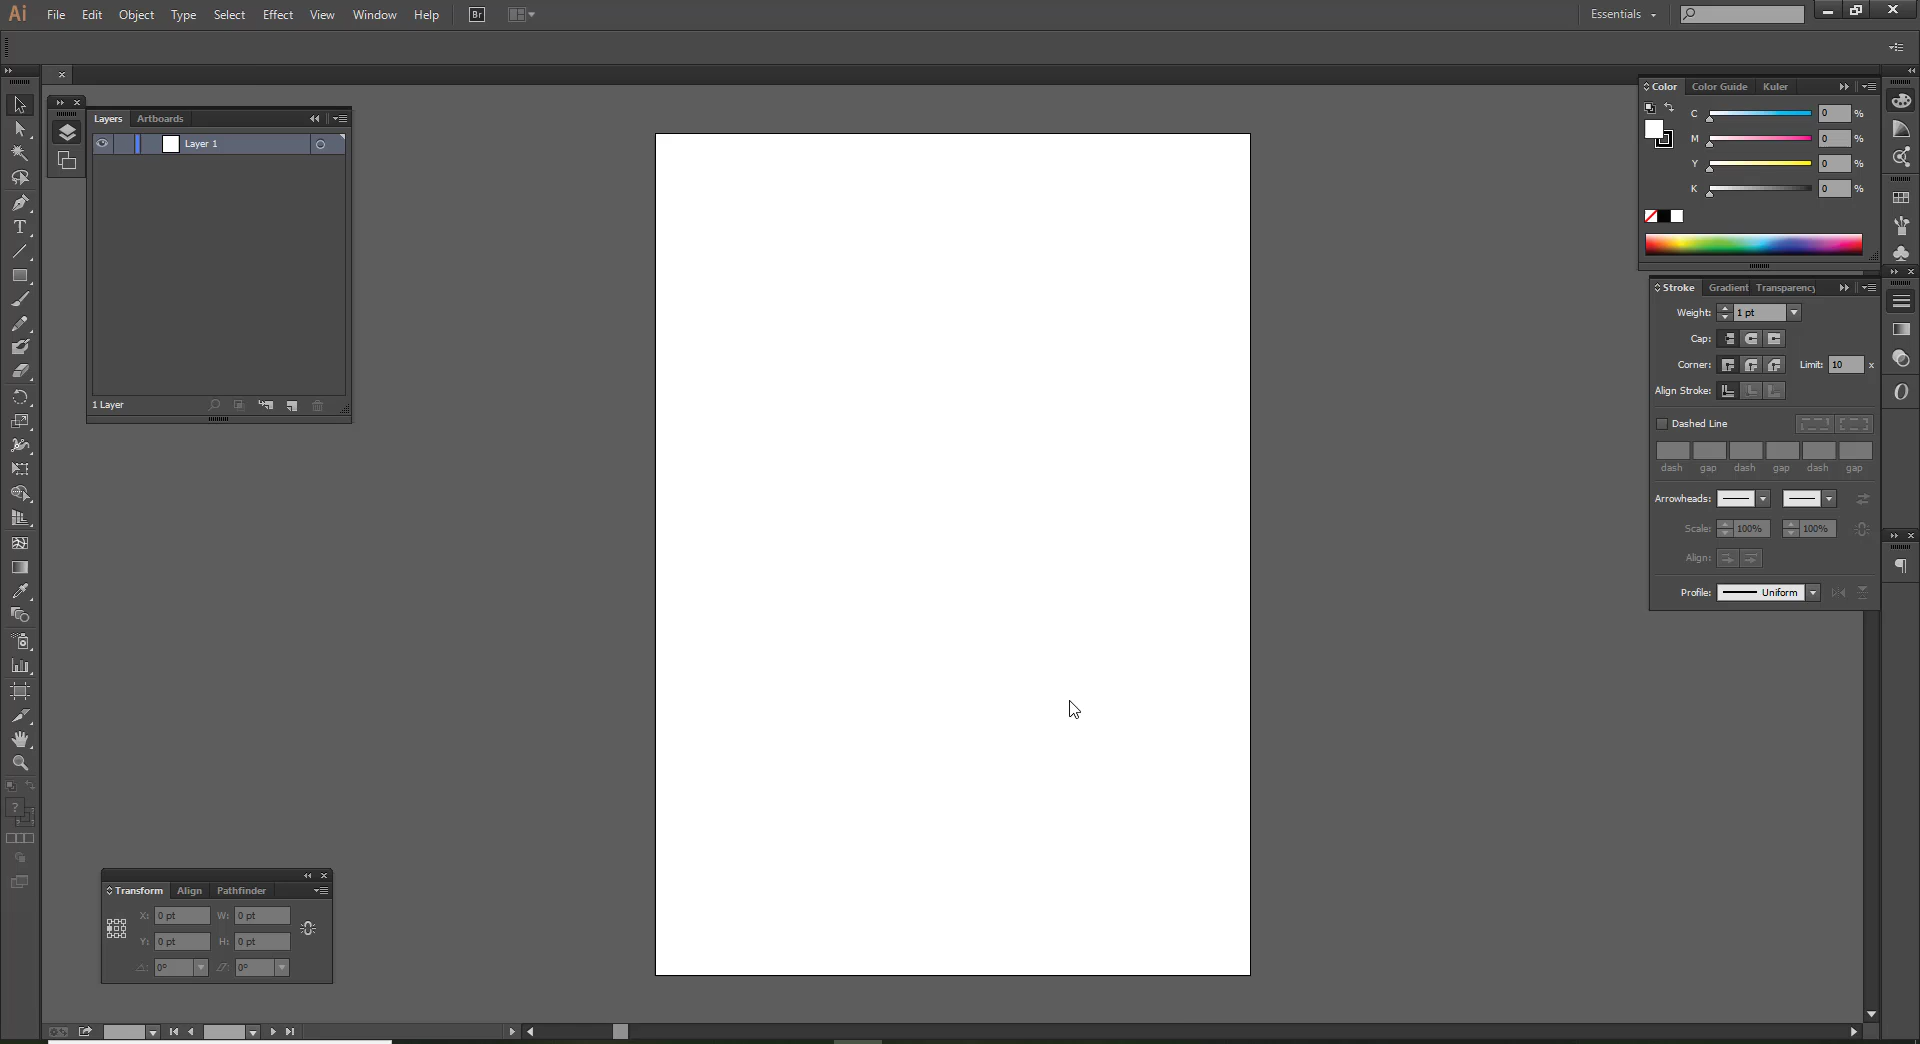 Ai File Edit Object Type Select Effect View Window Help Br Essentials
Layers Artboards
Layer 1
1 Layer
Color Color Guide Kuler
C 0 %
M 0 %
Y 0 %
K 0 %
Stroke Gradient Transparency
Weight: 1 pt
Cap:
Corner: Limit: 10 x
Align Stroke:
Dashed Line
dash gap dash gap dash gap
Arrowheads:
Scale: 100% 100%
Align:
Profile: Uniform
Transform Align Pathfinder
X: 0 pt W: 0 pt
Y: 0 pt H: 0 pt
0° 0°